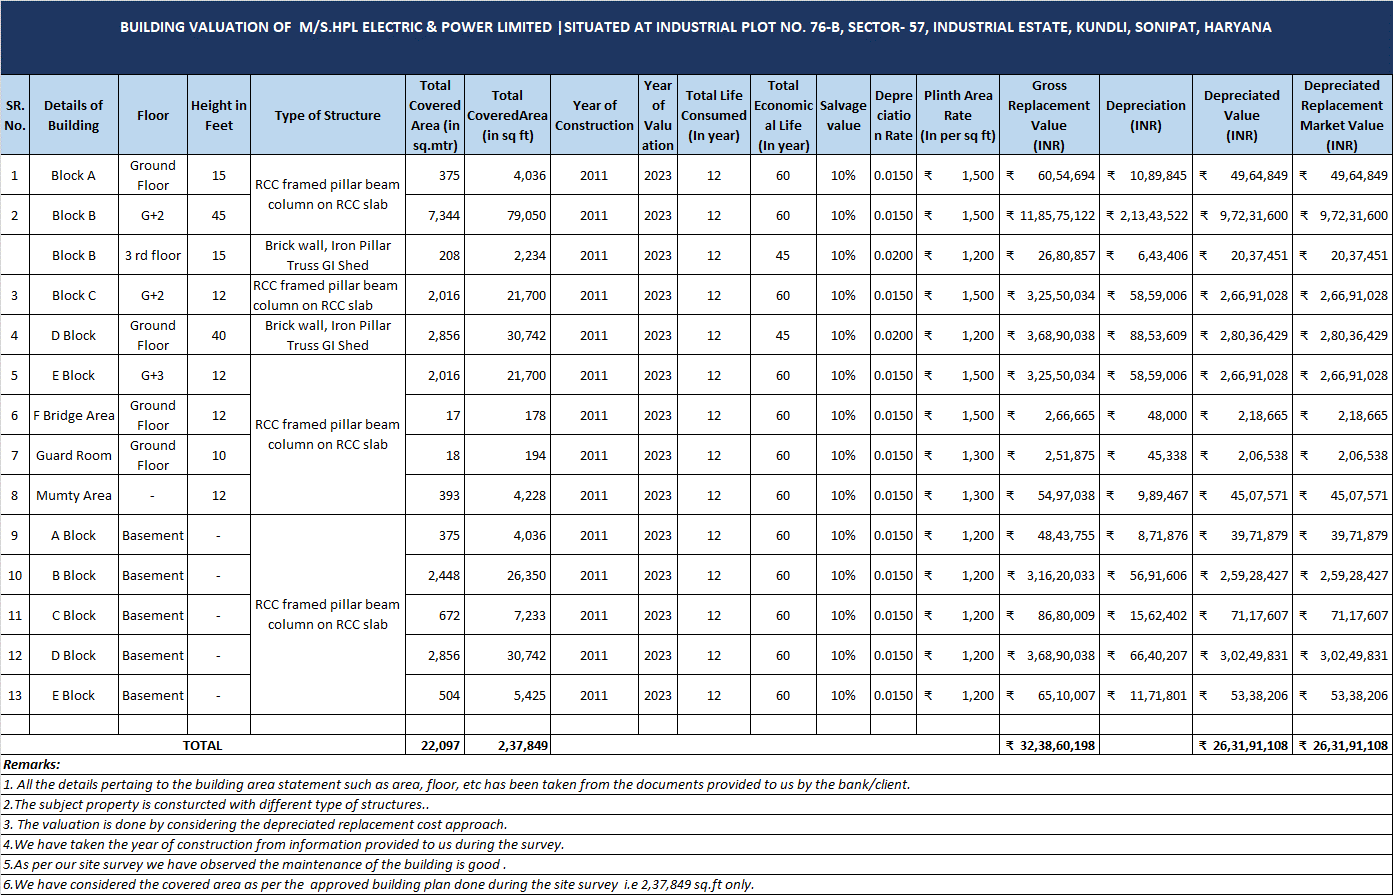 BUILDING VALUATION OF M/S.HPL ELECTRIC & POWER LIMITED |SITUATED AT INDUSTRIAL PLOT NO. 76-B, SECTOR- 57, INDUSTRIAL ESTATE, KUNDLI, SONIPAT, HARYANA
SR. No. Details of Building Floor Height in Feet Type of Structure Total Covered Area (in sq.mtr) Total CoveredArea (in sq ft) Year of Construction Year of Valu ation Total Life Consumed (In year) Total Economic al Life (In year) Salvage value Depre ciatio n Rate Plinth Area Rate (In per sq ft) Gross Replacement Value (INR) Depreciation (INR) Depreciated Value (INR) Depreciated Replacement Market Value (INR)
1 Block A Ground Floor 15 RCC framed pillar beam column on RCC slab 375 4,036 2011 2023 12 60 10% 0.0150 ₹ 1,500 ₹ 60,54,694 ₹ 10,89,845 ₹ 49,64,849 ₹ 49,64,849
2 Block B G+2 45 7,344 79,050 2011 2023 12 60 10% 0.0150 ₹ 1,500 ₹ 11,85,75,122 ₹ 2,13,43,522 ₹ 9,72,31,600 ₹ 9,72,31,600
Block B 3 rd floor 15 Brick wall, Iron Pillar Truss GI Shed 208 2,234 2011 2023 12 45 10% 0.0200 ₹ 1,200 ₹ 26,80,857 ₹ 6,43,406 ₹ 20,37,451 ₹ 20,37,451
3 Block C G+2 12 RCC framed pillar beam column on RCC slab 2,016 21,700 2011 2023 12 60 10% 0.0150 ₹ 1,500 ₹ 3,25,50,034 ₹ 58,59,006 ₹ 2,66,91,028 ₹ 2,66,91,028
4 D Block Ground Floor 40 Brick wall, Iron Pillar Truss GI Shed 2,856 30,742 2011 2023 12 45 10% 0.0200 ₹ 1,200 ₹ 3,68,90,038 ₹ 88,53,609 ₹ 2,80,36,429 ₹ 2,80,36,429
5 E Block G+3 12 RCC framed pillar beam column on RCC slab 2,016 21,700 2011 2023 12 60 10% 0.0150 ₹ 1,500 ₹ 3,25,50,034 ₹ 58,59,006 ₹ 2,66,91,028 ₹ 2,66,91,028
6 F Bridge Area Ground Floor 12 17 178 2011 2023 12 60 10% 0.0150 ₹ 1,500 ₹ 2,66,665 ₹ 48,000 ₹ 2,18,665 ₹ 2,18,665
7 Guard Room Ground Floor 10 18 194 2011 2023 12 60 10% 0.0150 ₹ 1,300 ₹ 2,51,875 ₹ 45,338 ₹ 2,06,538 ₹ 2,06,538
8 Mumty Area - 12 393 4,228 2011 2023 12 60 10% 0.0150 ₹ 1,300 ₹ 54,97,038 ₹ 9,89,467 ₹ 45,07,571 ₹ 45,07,571
9 A Block Basement - RCC framed pillar beam column on RCC slab 375 4,036 2011 2023 12 60 10% 0.0150 ₹ 1,200 ₹ 48,43,755 ₹ 8,71,876 ₹ 39,71,879 ₹ 39,71,879
10 B Block Basement - 2,448 26,350 2011 2023 12 60 10% 0.0150 ₹ 1,200 ₹ 3,16,20,033 ₹ 56,91,606 ₹ 2,59,28,427 ₹ 2,59,28,427
11 C Block Basement - 672 7,233 2011 2023 12 60 10% 0.0150 ₹ 1,200 ₹ 86,80,009 ₹ 15,62,402 ₹ 71,17,607 ₹ 71,17,607
12 D Block Basement - 2,856 30,742 2011 2023 12 60 10% 0.0150 ₹ 1,200 ₹ 3,68,90,038 ₹ 66,40,207 ₹ 3,02,49,831 ₹ 3,02,49,831
13 E Block Basement - 504 5,425 2011 2023 12 60 10% 0.0150 ₹ 1,200 ₹ 65,10,007 ₹ 11,71,801 ₹ 53,38,206 ₹ 53,38,206
TOTAL 22,097 2,37,849 ₹ 32,38,60,198 ₹ 26,31,91,108 ₹ 26,31,91,108
Remarks:
1. All the details pertaing to the building area statement such as area, floor, etc has been taken from the documents provided to us by the bank/client.
2.The subject property is consturcted with different type of structures..
3. The valuation is done by considering the depreciated replacement cost approach.
4.We have taken the year of construction from information provided to us during the survey.
5.As per our site survey we have observed the maintenance of the building is good .
6.We have considered the covered area as per the approved building plan done during the site survey i.e 2,37,849 sq.ft only.